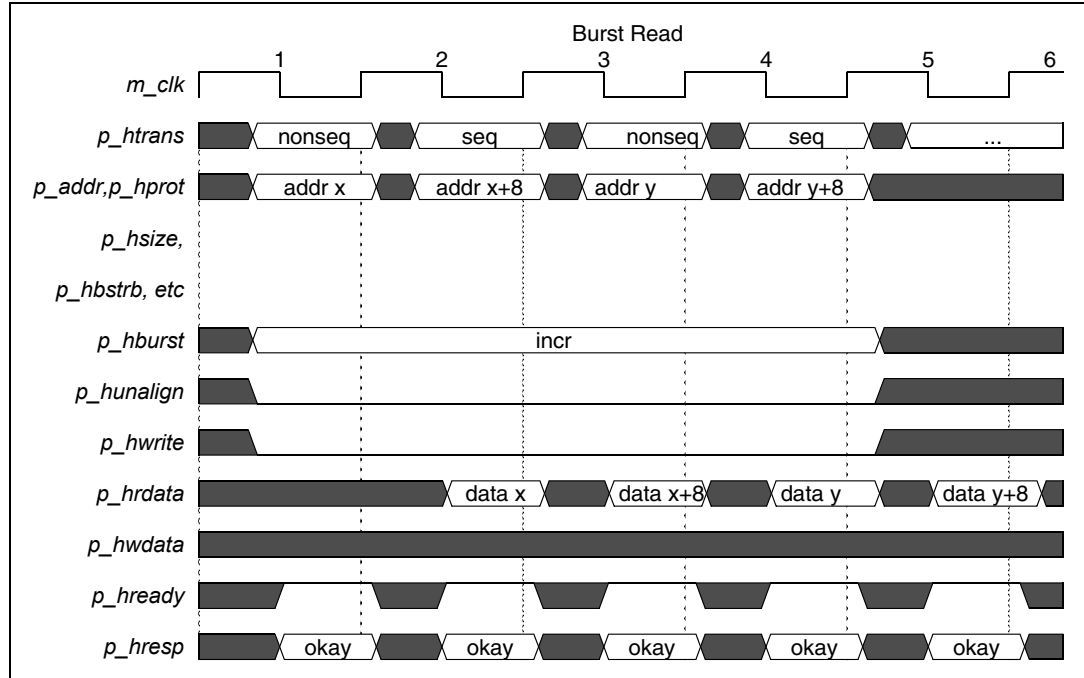 Burst Read
1 2 3 4 5 6
m_clk
p_htrans nonseq seq nonseq seq ...
p_addr,p_hprot addr x addr x+8 addr y addr y+8
p_hsize,
p_hbstrb, etc
p_hburst incr
p_hunalign
p_hwrite
p_hrdata data x data x+8 data y data y+8
p_hwdata
p_hready
p_hresp okay okay okay okay okay